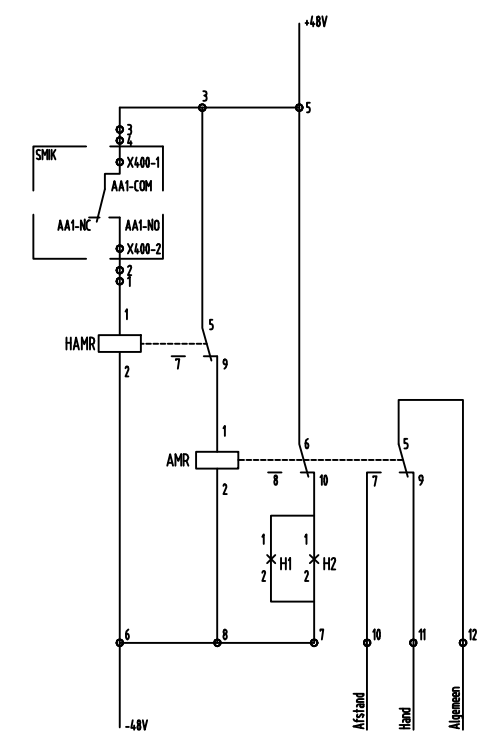 +48V
3
5
3
4
SMIK
X400-1
AA1-COM
AA1-NC
AA1-NO
X400-2
2
1
1
5
HAMR
7
9
2
1
6
5
AMR
8
10
7
9
2
1
1
H1
H2
2
2
6
8
7
10
11
12
Afstand
Hand
Algemeen
-48V